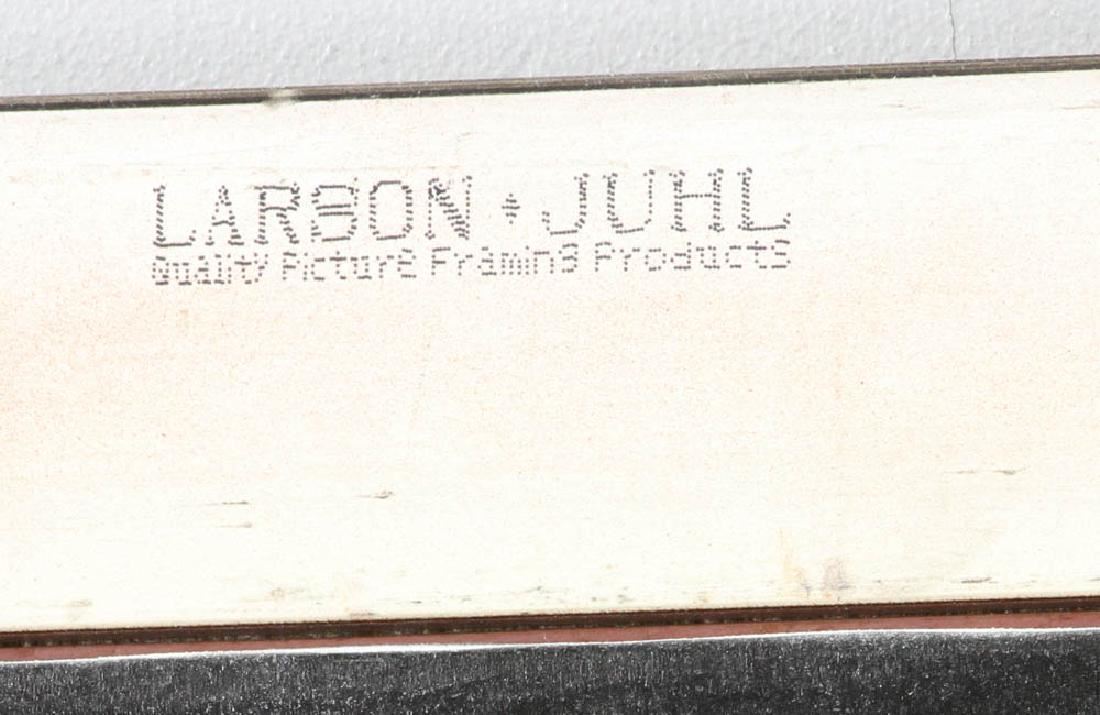 LARSON ♦ JUHL
Quality Picture Framing Products